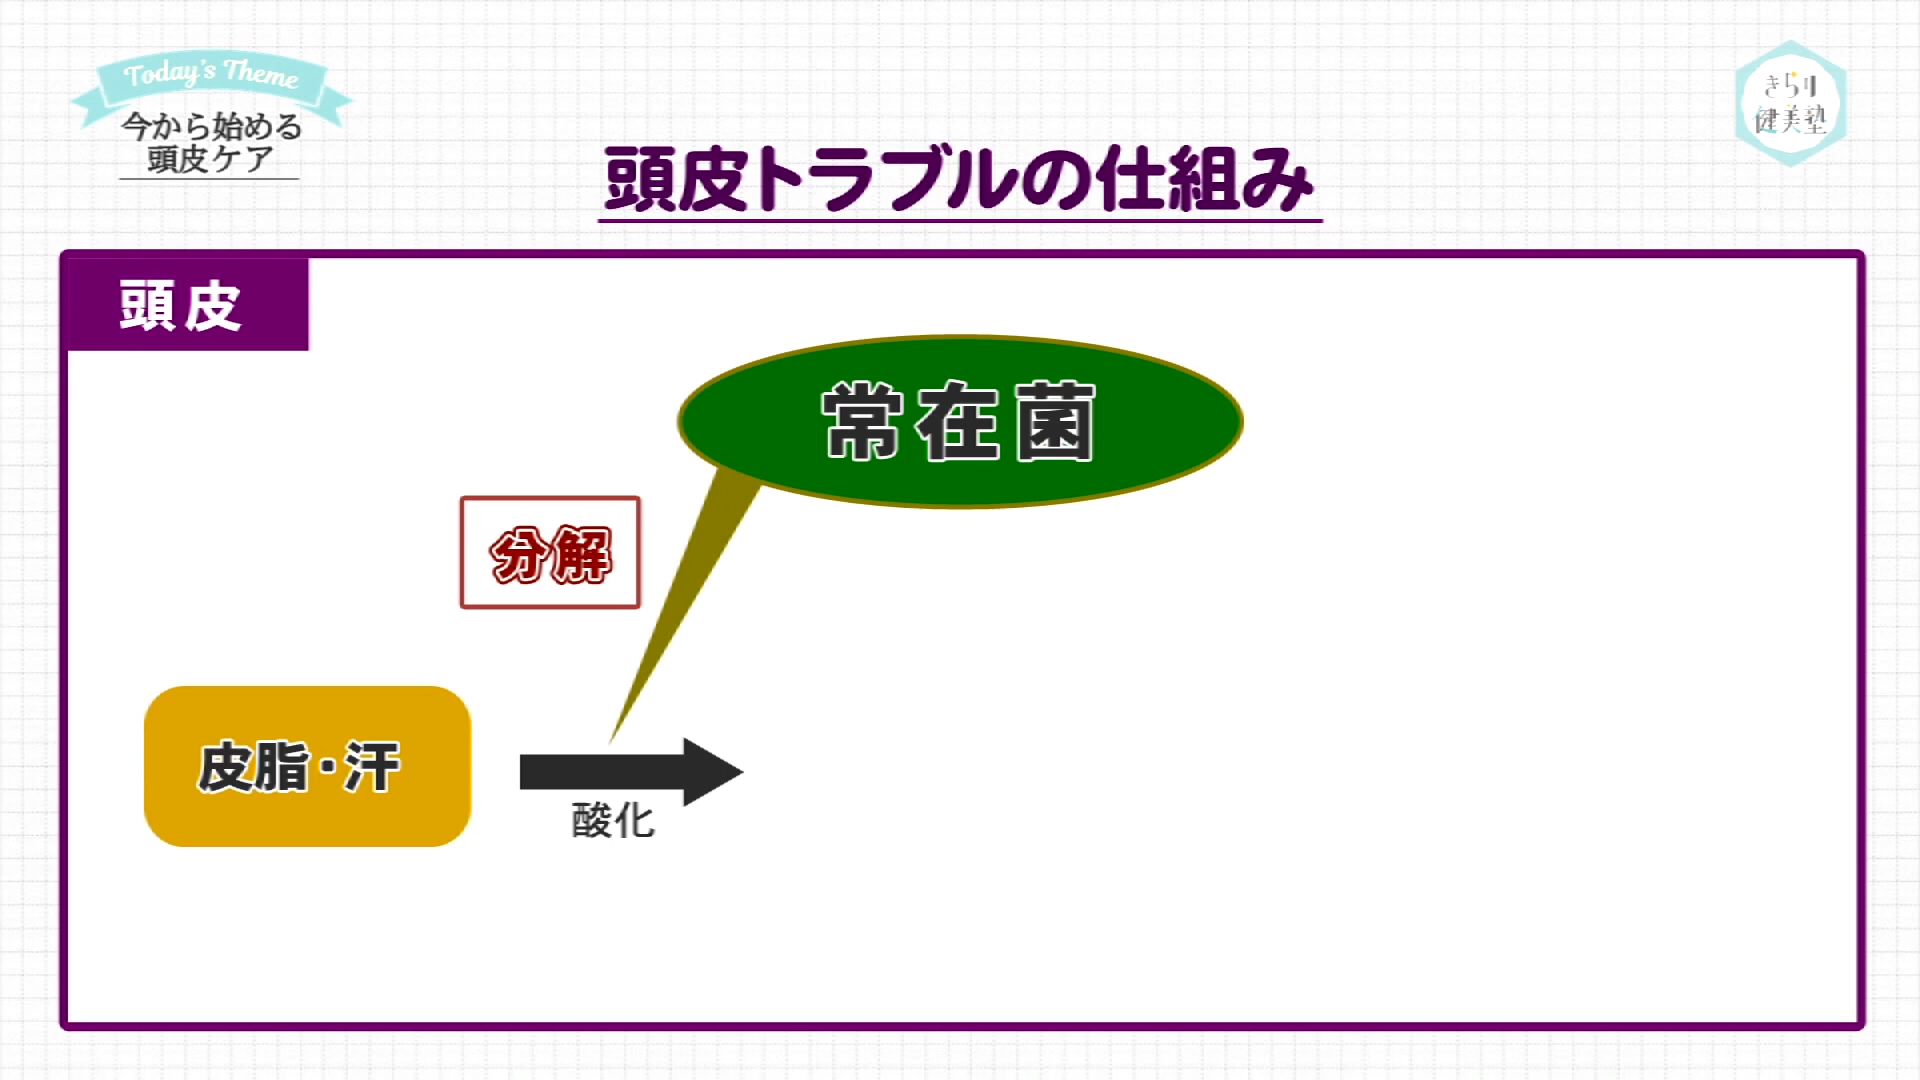 Today's Theme
今から始める
頭皮ケア
きらり
健美塾
頭皮トラブルの仕組み
頭皮
常在菌
分解
皮脂・汗
酸化